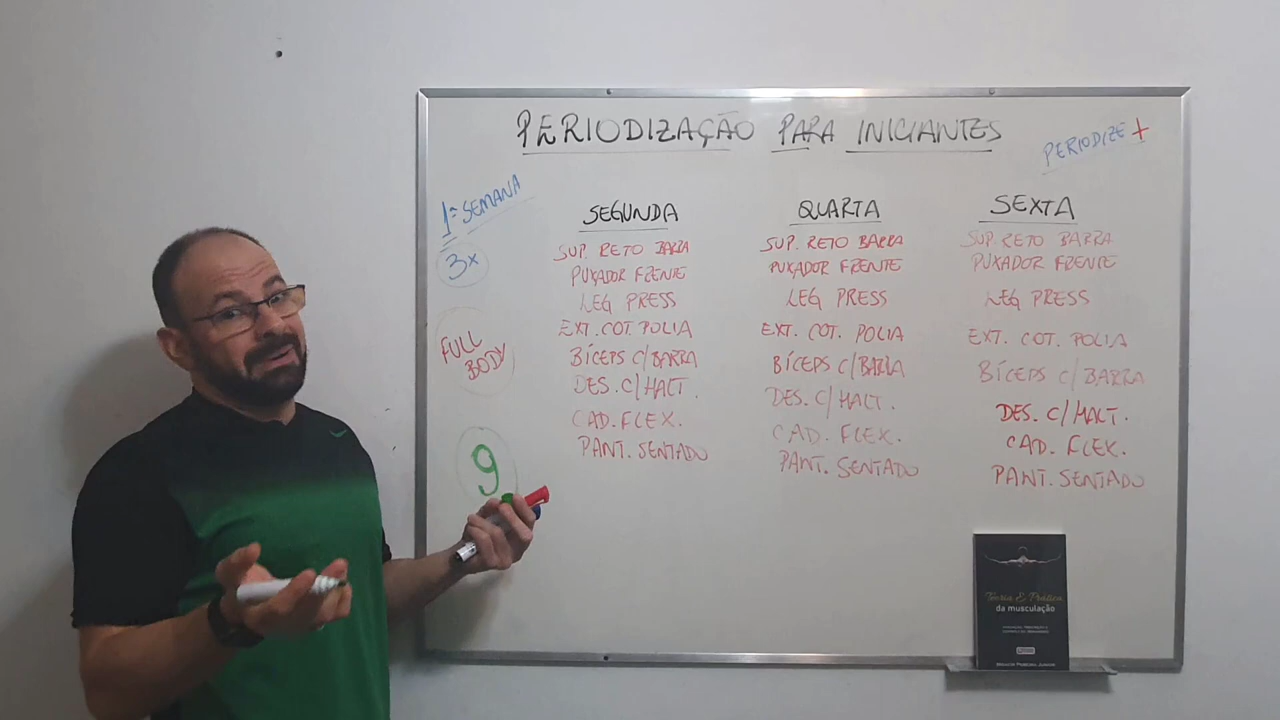 PERIODIZAÇÃO PARA INICIANTES
PERIODIZE +
1ª SEMANA
3x
FULL
BODY
9
SEGUNDA
SUP. RETO BARRA
PUXADOR FRENTE
LEG PRESS
EXT. COT. POLIA
BÍCEPS C/BARRA
DES. C/HALT.
CAD. FLEX.
PANT. SENTADO
QUARTA
SUP. RETO BARRA
PUXADOR FRENTE
LEG PRESS
EXT. COT. POLIA
BÍCEPS C/BARRA
DES. C/HALT.
CAD. FLEX.
PANT. SENTADO
SEXTA
SUP. RETO BARRA
PUXADOR FRENTE
LEG PRESS
EXT. COT. POLIA
BÍCEPS C/BARRA
DES. C/HALT.
CAD. FLEX.
PANT. SENTADO
Teoria E Prática
da musculação